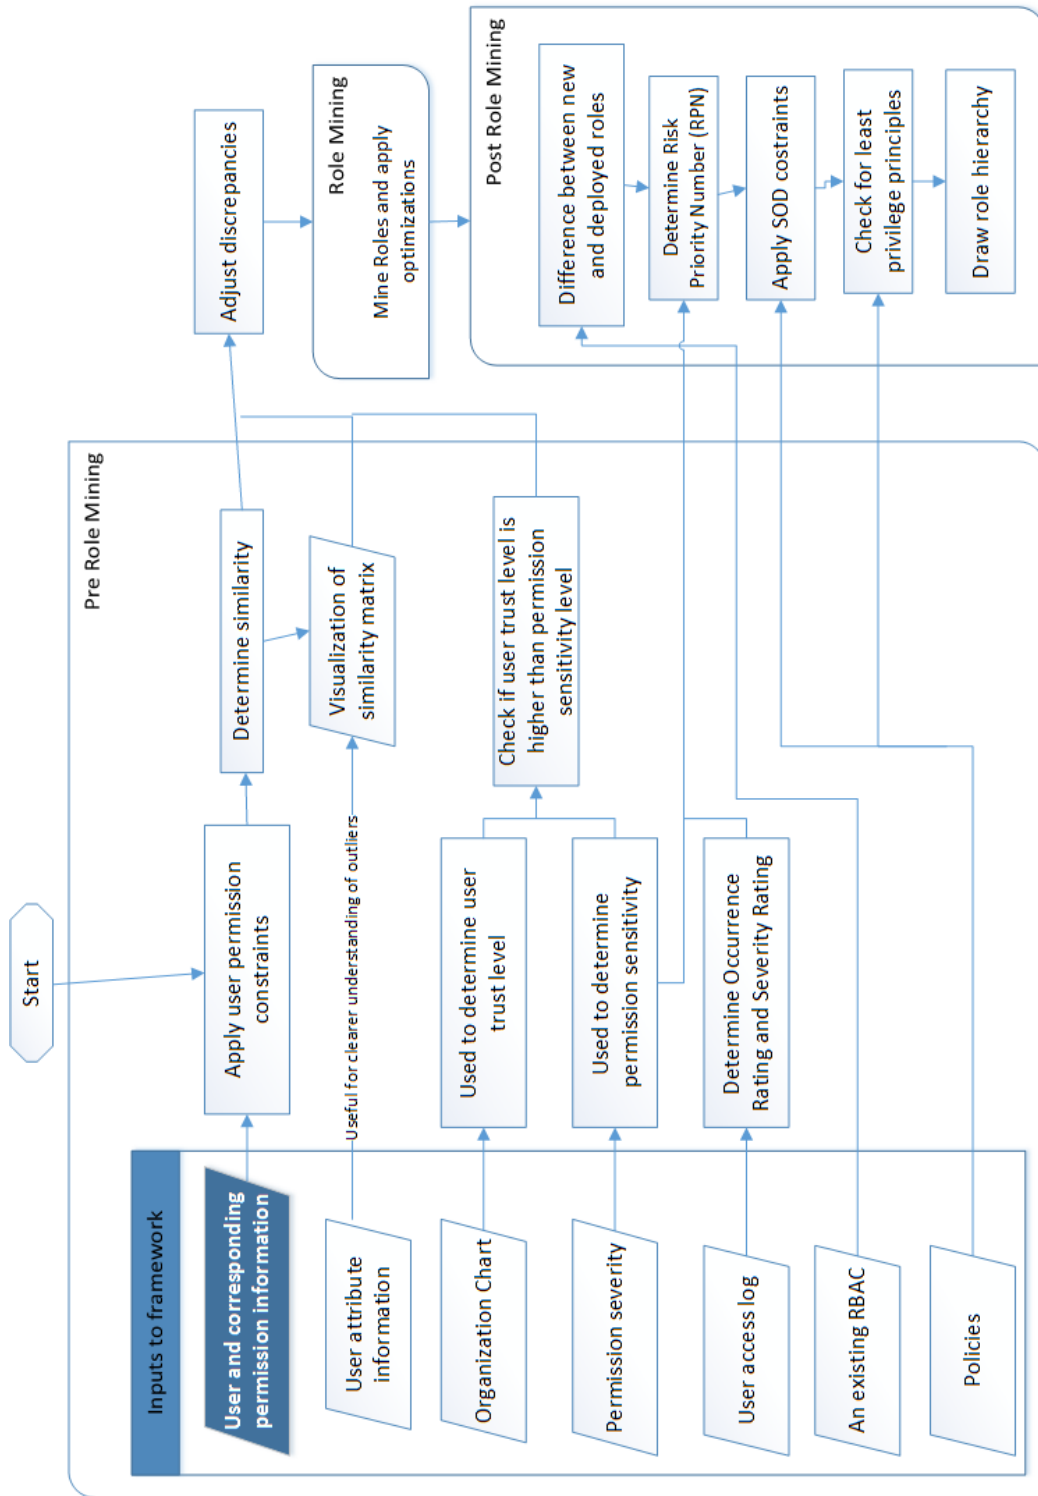 Start
Pre Role Mining
Inputs to framework
User and corresponding
permission information
User attribute
information
Organization Chart
Permission severity
User access log
An existing RBAC
Policies
Apply user permission
constraints
Useful for clearer understanding of outliers
Used to determine user
trust level
Used to determine
permission sensitivity
Determine Occurrence
Rating and Severity Rating
Determine similarity
Visualization of
similarity matrix
Check if user trust level is
higher than permission
sensitivity level
Adjust discrepancies
Role Mining
Mine Roles and apply
optimizations
Post Role Mining
Difference between new
and deployed roles
Determine Risk
Priority Number (RPN)
Apply SOD costraints
Check for least
privilege principles
Draw role hierarchy